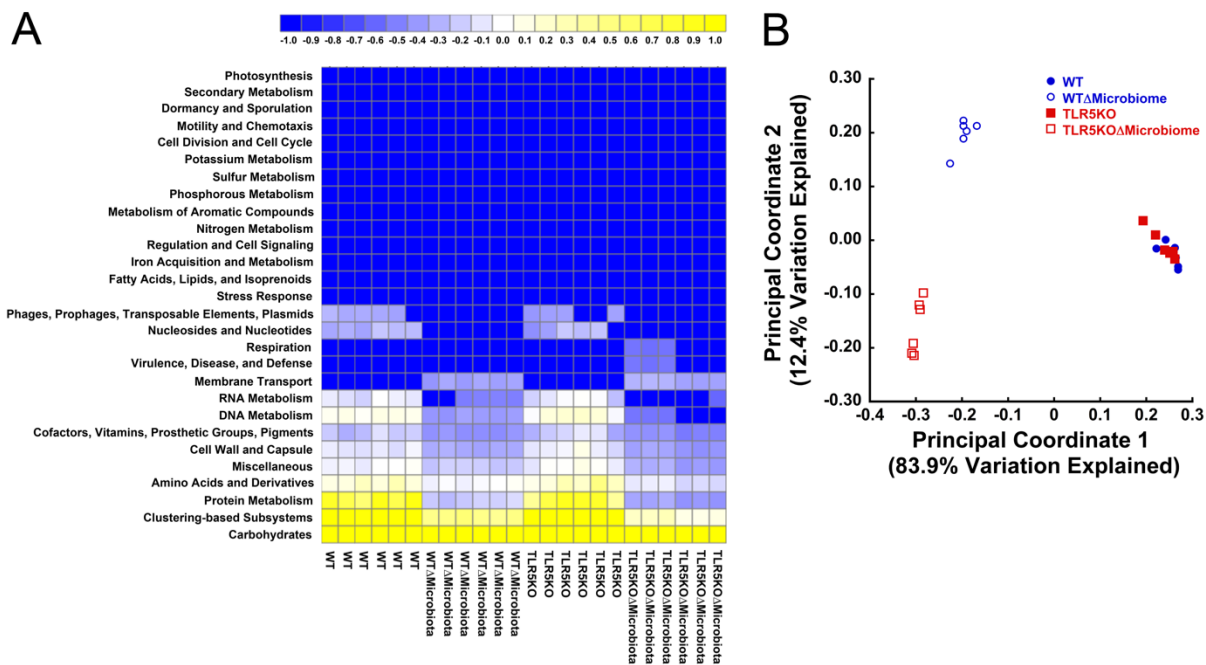 A
-1.0 -0.9 -0.8 -0.7 -0.6 -0.5 -0.4 -0.3 -0.2 -0.1 0.0 0.1 0.2 0.3 0.4 0.5 0.6 0.7 0.8 0.9 1.0
Photosynthesis
Secondary Metabolism
Dormancy and Sporulation
Motility and Chemotaxis
Cell Division and Cell Cycle
Potassium Metabolism
Sulfur Metabolism
Phosphorous Metabolism
Metabolism of Aromatic Compounds
Nitrogen Metabolism
Regulation and Cell Signaling
Iron Acquisition and Metabolism
Fatty Acids, Lipids, and Isoprenoids
Stress Response
Phages, Prophages, Transposable Elements, Plasmids
Nucleosides and Nucleotides
Respiration
Virulence, Disease, and Defense
Membrane Transport
RNA Metabolism
DNA Metabolism
Cofactors, Vitamins, Prosthetic Groups, Pigments
Cell Wall and Capsule
Miscellaneous
Amino Acids and Derivatives
Protein Metabolism
Clustering-based Subsystems
Carbohydrates
WT
WT
WT
WT
WT
WT
WTΔMicrobiota
WTΔMicrobiota
WTΔMicrobiota
WTΔMicrobiota
WTΔMicrobiota
WTΔMicrobiota
TLR5KO
TLR5KO
TLR5KO
TLR5KO
TLR5KO
TLR5KO
TLR5KOΔMicrobiota
TLR5KOΔMicrobiota
TLR5KOΔMicrobiota
TLR5KOΔMicrobiota
TLR5KOΔMicrobiota
TLR5KOΔMicrobiota
B
WT
WTΔMicrobiome
TLR5KO
TLR5KOΔMicrobiome
Principal Coordinate 2
(12.4% Variation Explained)
0.30
0.20
0.10
0.00
-0.10
-0.20
-0.30
-0.4 -0.3 -0.2 -0.1 0 0.1 0.2 0.3
Principal Coordinate 1
(83.9% Variation Explained)